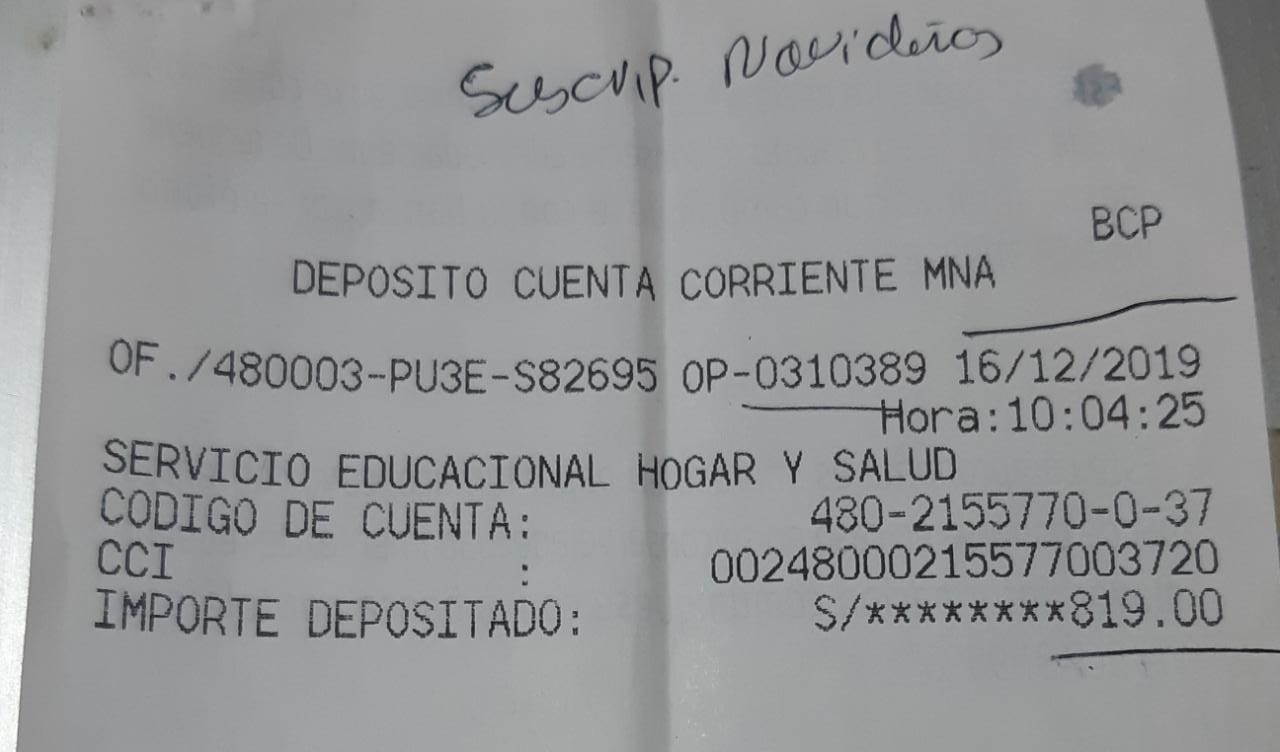 Suscrip. Navideñas
BCP
DEPOSITO CUENTA CORRIENTE MNA
OF./480003-PU3E-S82695 OP-0310389 16/12/2019
Hora:10:04:25
SERVICIO EDUCACIONAL HOGAR Y SALUD
CODIGO DE CUENTA: 480-2155770-0-37
CCI : 00248000215577003720
IMPORTE DEPOSITADO: S/********819.00